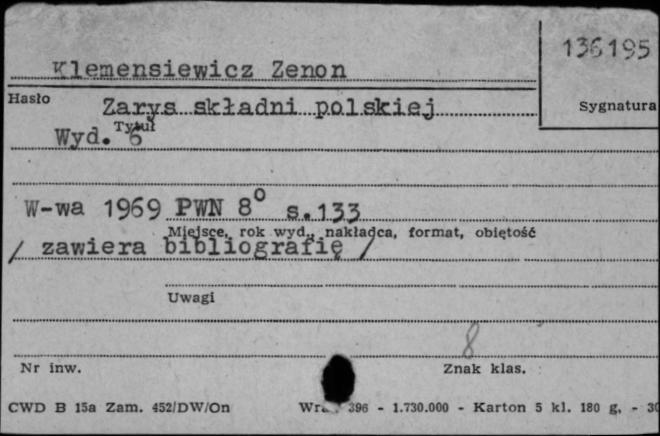 136195
Klemensiewicz Zenon
Hasło
Zarys składni polskiej
Sygnatura
Tytuł
Wyd. 6
W-wa 1969 PWN 8° s.133
Miejsce, rok wyd., nakładca, format, objętość
/ zawiera bibliografię /
Uwagi
8
Nr inw.
Znak klas.
CWD B 15a Zam. 452/DW/On 396 - 1.730.000 - Karton 5 kl. 180 g, - 30